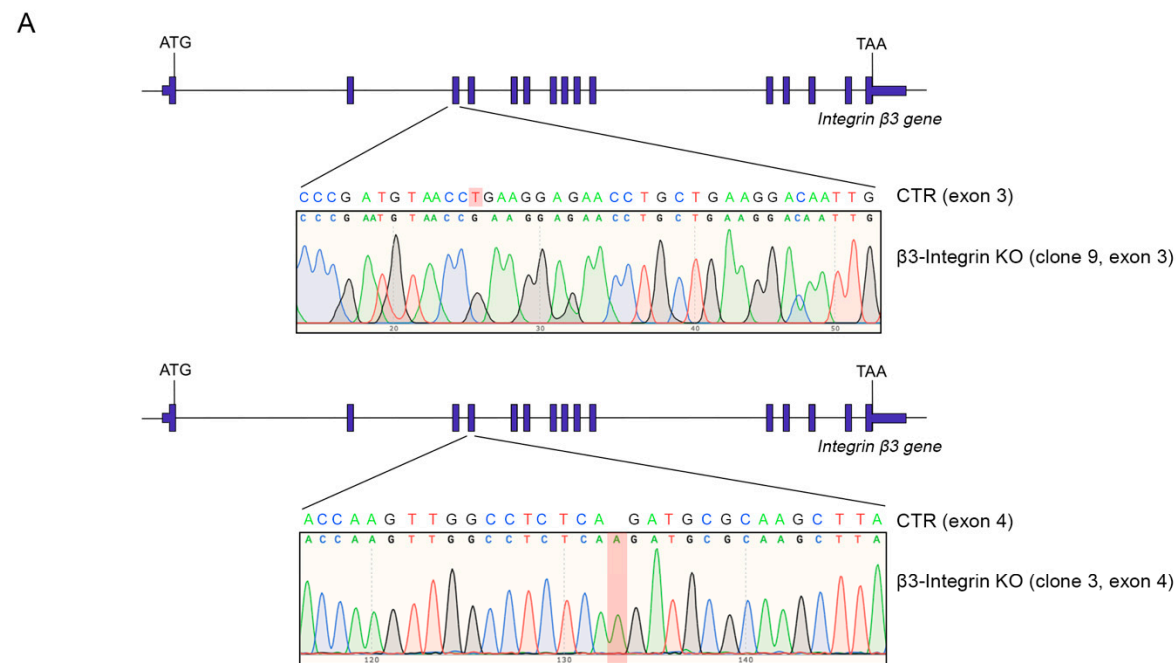 A
ATG TAA
Integrin β3 gene
CCCGATGTAACCTGAAGGAGAACCTGCTGAAGGACAATTG CTR (exon 3)
CCCGAATGTAACCGAAGGAGAACCTGCTGAAGGACAATTG
β3-Integrin KO (clone 9, exon 3)
20 30 40 50
ATG TAA
Integrin β3 gene
ACCAAGTTGGCCTCTCA GATGCGCAAGCTTA CTR (exon 4)
ACCAAGTTGGCCTCTCAAGATGCGCAAGCTTA
β3-Integrin KO (clone 3, exon 4)
120 130 140